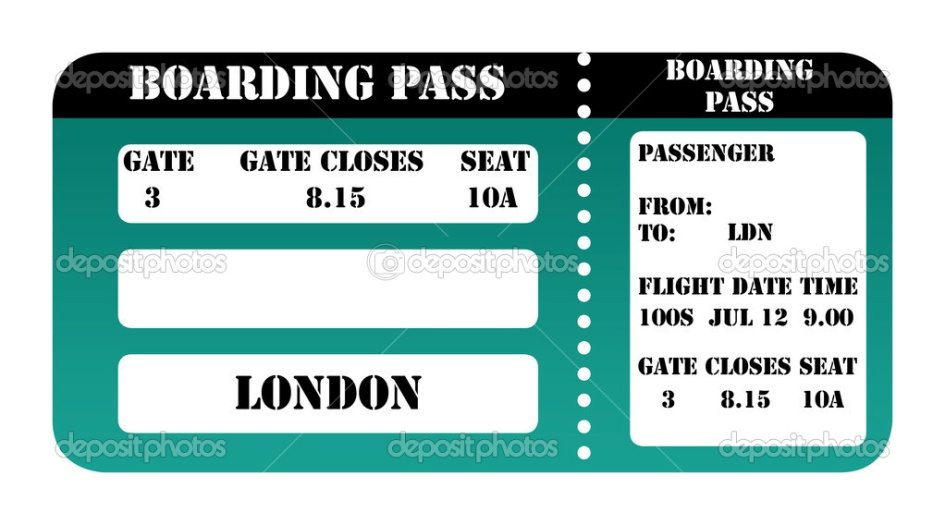 BOARDING PASS
GATE GATE CLOSES SEAT
3 8.15 10A
LONDON
BOARDING
PASS
PASSENGER
FROM:
TO: LDN
FLIGHT DATE TIME
100S JUL 12 9.00
GATE CLOSES SEAT
3 8.15 10A
depositphotos depositphotos depositphotos
depositphotos depositphotos depositphotos
depositphotos depositphotos depositphotos